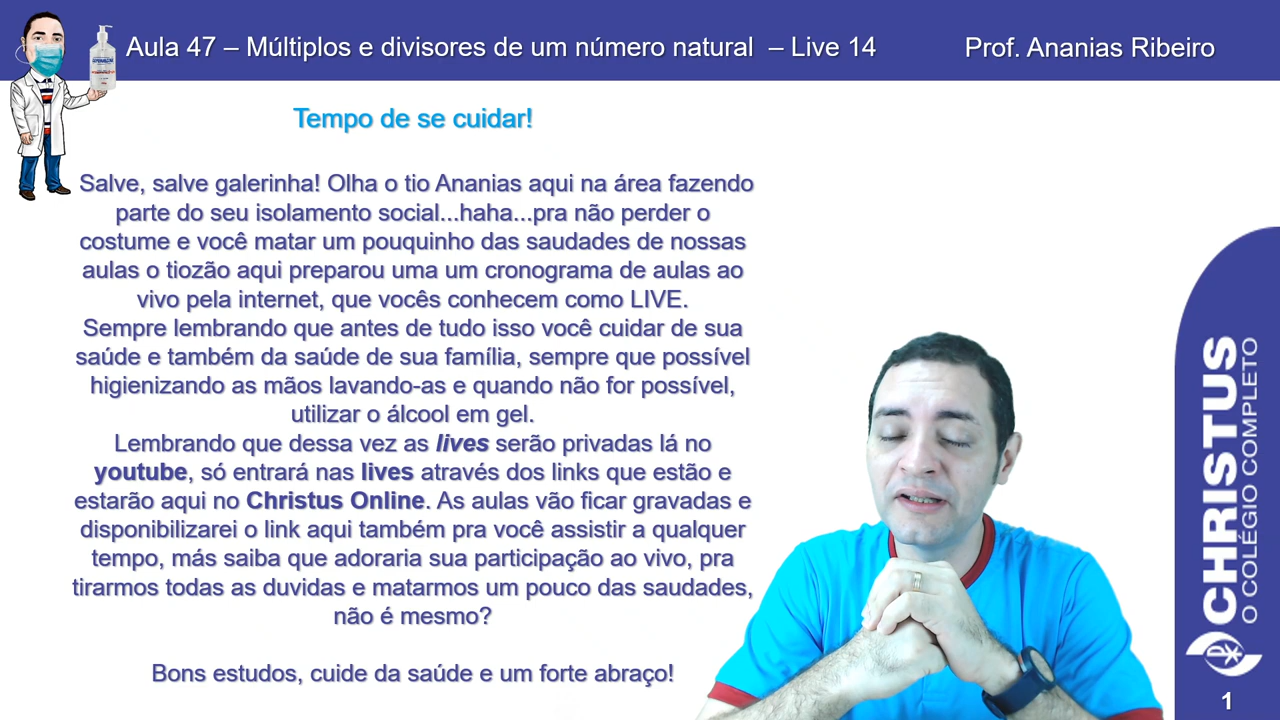 Aula 47 – Múltiplos e divisores de um número natural – Live 14
Prof. Ananias Ribeiro
Tempo de se cuidar!
Salve, salve galerinha! Olha o tio Ananias aqui na área fazendo
parte do seu isolamento social...haha...pra não perder o
costume e você matar um pouquinho das saudades de nossas
aulas o tiozão aqui preparou uma um cronograma de aulas ao
vivo pela internet, que vocês conhecem como LIVE.
Sempre lembrando que antes de tudo isso você cuidar de sua
saúde e também da saúde de sua família, sempre que possível
higienizando as mãos lavando-as e quando não for possível,
utilizar o álcool em gel.
Lembrando que dessa vez as lives serão privadas lá no
youtube, só entrará nas lives através dos links que estão e
estarão aqui no Christus Online. As aulas vão ficar gravadas e
disponibilizarei o link aqui também pra você assistir a qualquer
tempo, más saiba que adoraria sua participação ao vivo, pra
tirarmos todas as duvidas e matarmos um pouco das saudades,
não é mesmo?
Bons estudos, cuide da saúde e um forte abraço!
CHRISTUS
O COLÉGIO COMPLETO
1